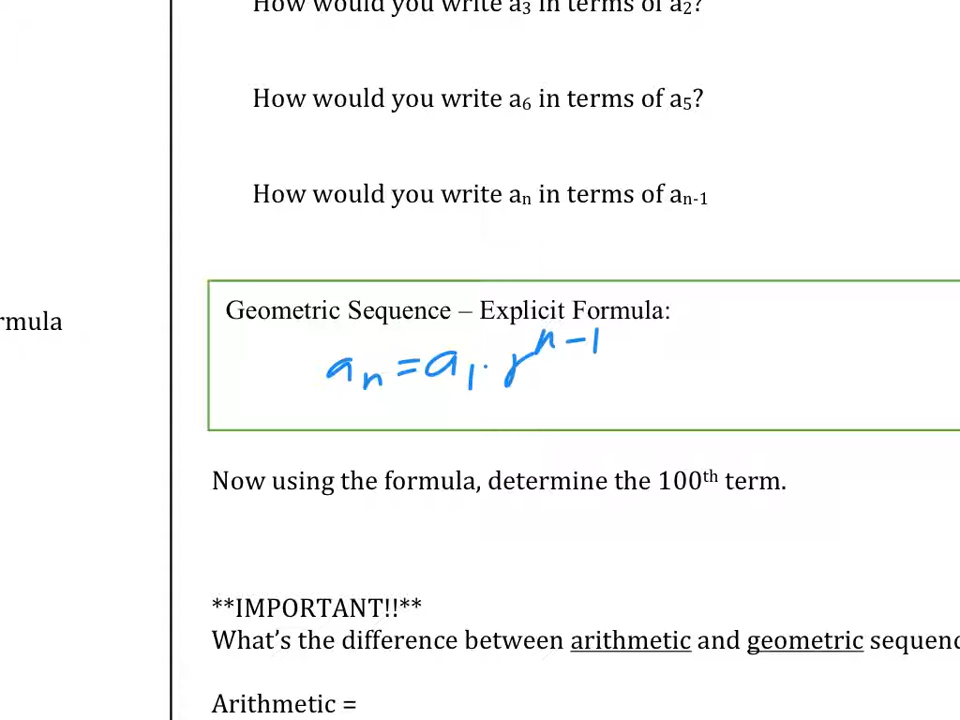 How would you write a₃ in terms of a₂?
How would you write a₆ in terms of a₅?
How would you write aₙ in terms of aₙ₋₁
rmula
Geometric Sequence – Explicit Formula:
aₙ = a₁ · rⁿ⁻¹
Now using the formula, determine the 100ᵗʰ term.
**IMPORTANT!!**
What's the difference between arithmetic and geometric sequenc
Arithmetic =